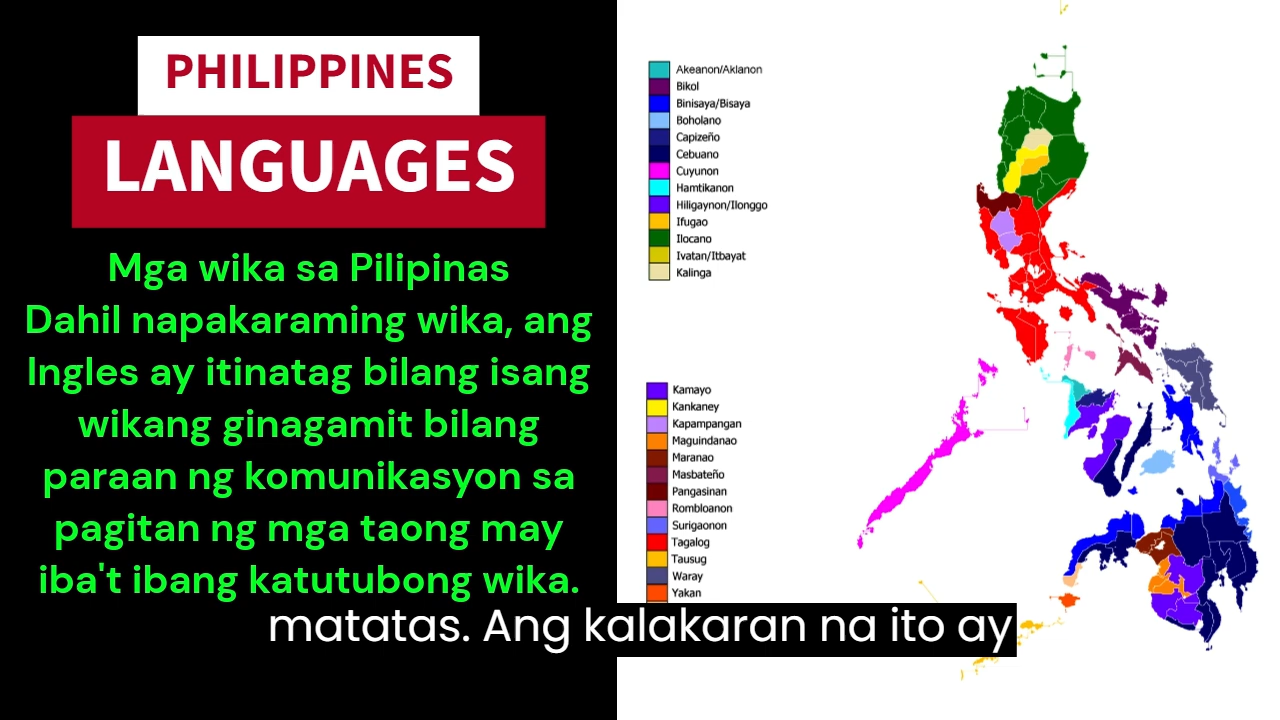 PHILIPPINES
LANGUAGES
Mga wika sa Pilipinas
Dahil napakaraming wika, ang
Ingles ay itinatag bilang isang
wikang ginagamit bilang
paraan ng komunikasyon sa
pagitan ng mga taong may
iba't ibang katutubong wika.
Akeanon/Aklanon
Bikol
Binisaya/Bisaya
Boholano
Capizeño
Cebuano
Cuyunon
Hamtikanon
Hiligaynon/Ilonggo
Ifugao
Ilocano
Ivatan/Itbayat
Kalinga
Kamayo
Kankaney
Kapampangan
Maguindanao
Maranao
Masbateño
Pangasinan
Rombloanon
Surigaonon
Tagalog
Tausug
Waray
Yakan
matatas. Ang kalakaran na ito ay